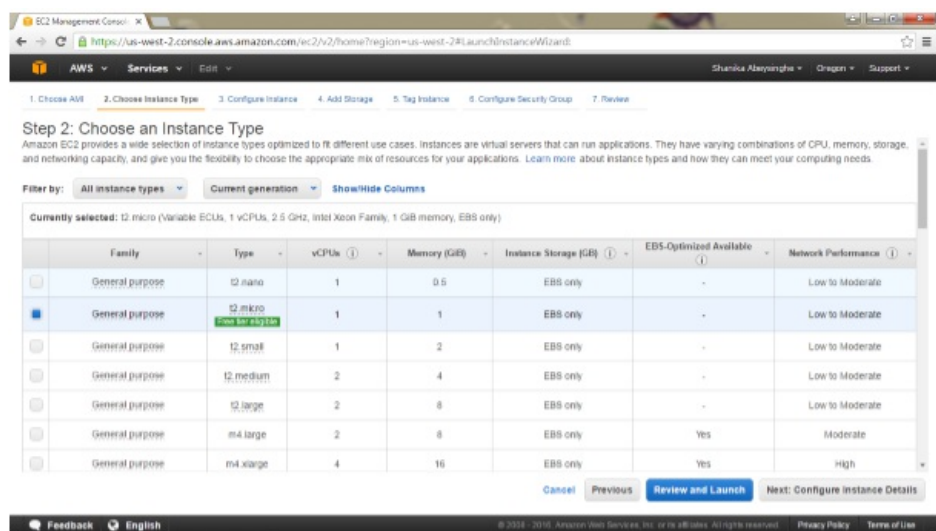 EC2 Management Consol
https://us-west-2.console.aws.amazon.com/ec2/v2/home?region=us-west-2#LaunchInstanceWizard:
AWS Services Edit Shanika Abeysinghe Oregon Support
1. Choose AMI 2. Choose Instance Type 3. Configure Instance 4. Add Storage 5. Tag Instance 6. Configure Security Group 7. Review
Step 2: Choose an Instance Type
Amazon EC2 provides a wide selection of instance types optimized to fit different use cases. Instances are virtual servers that can run applications. They have varying combinations of CPU, memory, storage,
and networking capacity, and give you the flexibility to choose the appropriate mix of resources for your applications. Learn more about instance types and how they can meet your computing needs.
Filter by: All instance types Current generation Show/Hide Columns
Currently selected: t2.micro (Variable ECUs, 1 vCPUs, 2.5 GHz, Intel Xeon Family, 1 GiB memory, EBS only)
Family Type vCPUs Memory (GiB) Instance Storage (GB) EBS-Optimized Available Network Performance
General purpose t2.nano 1 0.5 EBS only - Low to Moderate
General purpose t2.micro 1 1 EBS only - Low to Moderate
Free tier eligible
General purpose t2.small 1 2 EBS only - Low to Moderate
General purpose t2.medium 2 4 EBS only - Low to Moderate
General purpose t2.large 2 8 EBS only - Low to Moderate
General purpose m4.large 2 8 EBS only Yes Moderate
General purpose m4.xlarge 4 16 EBS only Yes High
Cancel Previous Review and Launch Next: Configure Instance Details
Feedback English © 2008 - 2016, Amazon Web Services, Inc. or its affiliates. All rights reserved. Privacy Policy Terms of Use